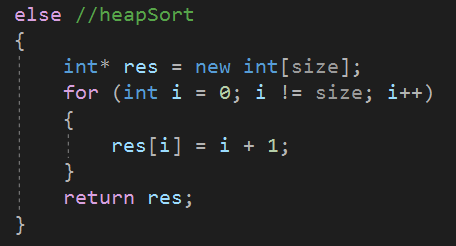 else //heapSort
{
    int* res = new int[size];
    for (int i = 0; i != size; i++)
    {
        res[i] = i + 1;
    }
    return res;
}